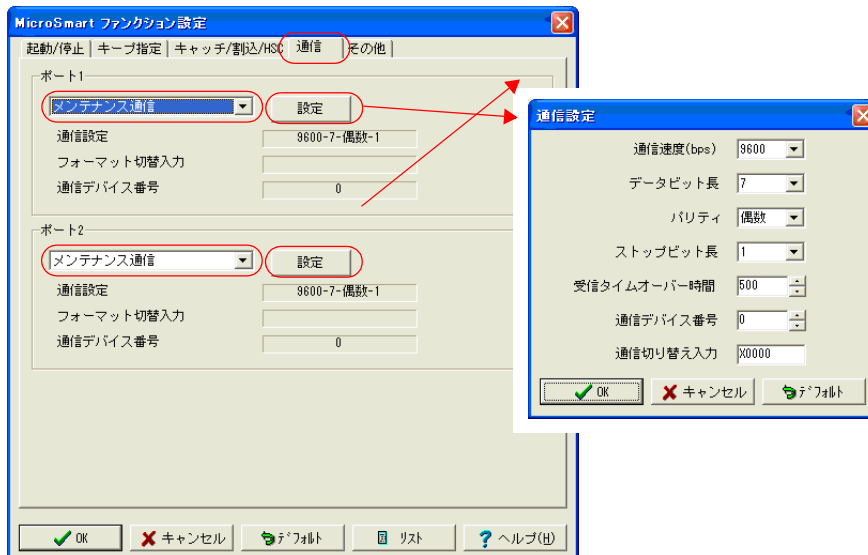 MicroSmart ファンクション設定
起動/停止 キープ指定 キャッチ/割込/HSC 通信 その他
ポート1
メンテナンス通信 設定
通信設定 9600-7-偶数-1
フォーマット切替入力
通信デバイス番号 0
ポート2
メンテナンス通信 設定
通信設定 9600-7-偶数-1
フォーマット切替入力
通信デバイス番号 0
OK キャンセル デフォルト リスト ヘルプ(H)
通信設定
通信速度(bps) 9600
データビット長 7
パリティ 偶数
ストップビット長 1
受信タイムオーバー時間 500
通信デバイス番号 0
通信切り替え入力 X0000
OK キャンセル デフォルト